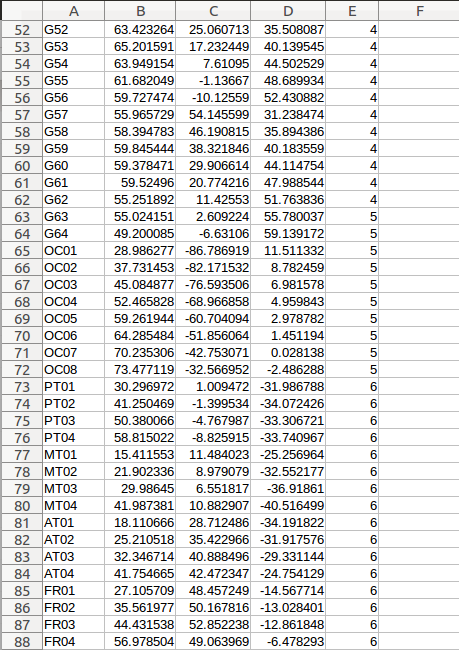 A B C D E F
52 G52 63.423264 25.060713 35.508087 4
53 G53 65.201591 17.232449 40.139545 4
54 G54 63.949154 7.61095 44.502529 4
55 G55 61.682049 -1.13667 48.689934 4
56 G56 59.727474 -10.12559 52.430882 4
57 G57 55.965729 54.145599 31.238474 4
58 G58 58.394783 46.190815 35.894386 4
59 G59 59.845444 38.321846 40.183559 4
60 G60 59.378471 29.906614 44.114754 4
61 G61 59.52496 20.774216 47.988544 4
62 G62 55.251892 11.42553 51.763836 4
63 G63 55.024151 2.609224 55.780037 5
64 G64 49.200085 -6.63106 59.139172 5
65 OC01 28.986277 -86.786919 11.511332 5
66 OC02 37.731453 -82.171532 8.782459 5
67 OC03 45.084877 -76.593506 6.981578 5
68 OC04 52.465828 -68.966858 4.959843 5
69 OC05 59.261944 -60.704094 2.978782 5
70 OC06 64.285484 -51.856064 1.451194 5
71 OC07 70.235306 -42.753071 0.028138 5
72 OC08 73.477119 -32.566952 -2.486288 5
73 PT01 30.296972 1.009472 -31.986788 6
74 PT02 41.250469 -1.399534 -34.072426 6
75 PT03 50.380066 -4.767987 -33.306721 6
76 PT04 58.815022 -8.825915 -33.740967 6
77 MT01 15.411553 11.484023 -25.256964 6
78 MT02 21.902336 8.979079 -32.552177 6
79 MT03 29.98645 6.551817 -36.91861 6
80 MT04 41.987381 10.882907 -40.516499 6
81 AT01 18.110666 28.712486 -34.191822 6
82 AT02 25.210518 35.422966 -31.917576 6
83 AT03 32.346714 40.888496 -29.331144 6
84 AT04 41.754665 42.472347 -24.754129 6
85 FR01 27.105709 48.457249 -14.567714 6
86 FR02 35.561977 50.167816 -13.028401 6
87 FR03 44.431538 52.852238 -12.861848 6
88 FR04 56.978504 49.063969 -6.478293 6